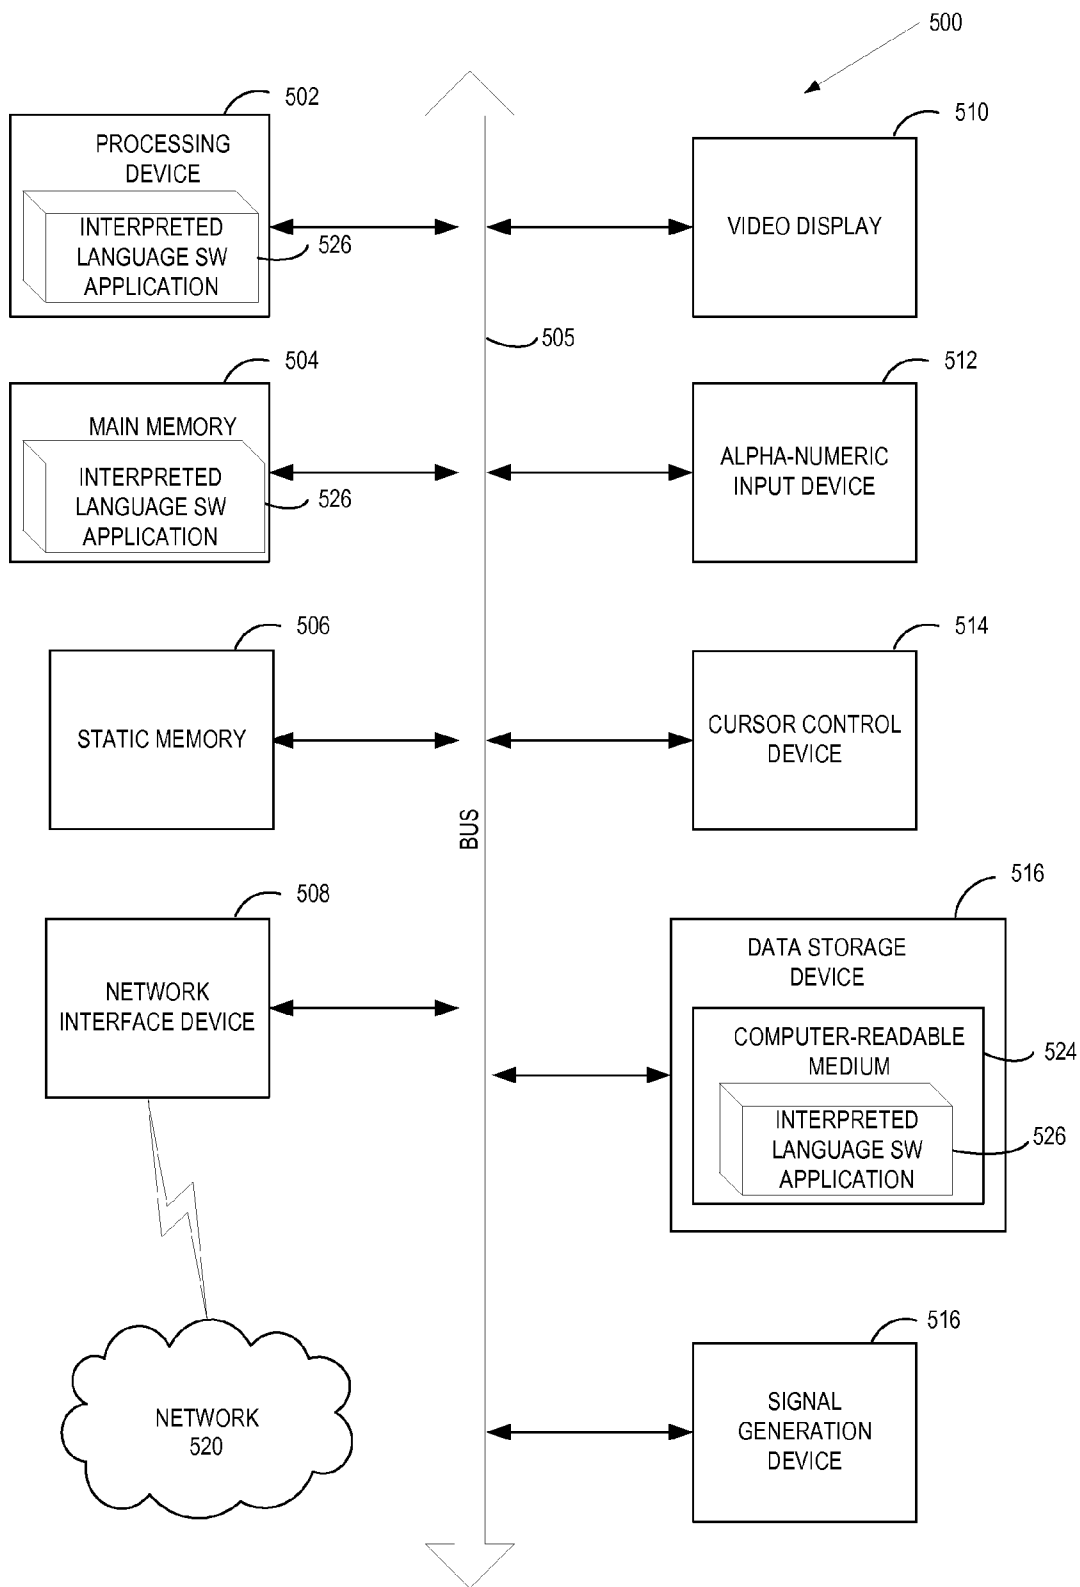 500
502
PROCESSING
DEVICE
INTERPRETED
LANGUAGE SW
APPLICATION
526
510
VIDEO DISPLAY
505
504
MAIN MEMORY
INTERPRETED
LANGUAGE SW
APPLICATION
526
512
ALPHA-NUMERIC
INPUT DEVICE
506
STATIC MEMORY
514
CURSOR CONTROL
DEVICE
BUS
508
NETWORK
INTERFACE DEVICE
516
DATA STORAGE
DEVICE
COMPUTER-READABLE
MEDIUM
524
INTERPRETED
LANGUAGE SW
APPLICATION
526
NETWORK
520
516
SIGNAL
GENERATION
DEVICE